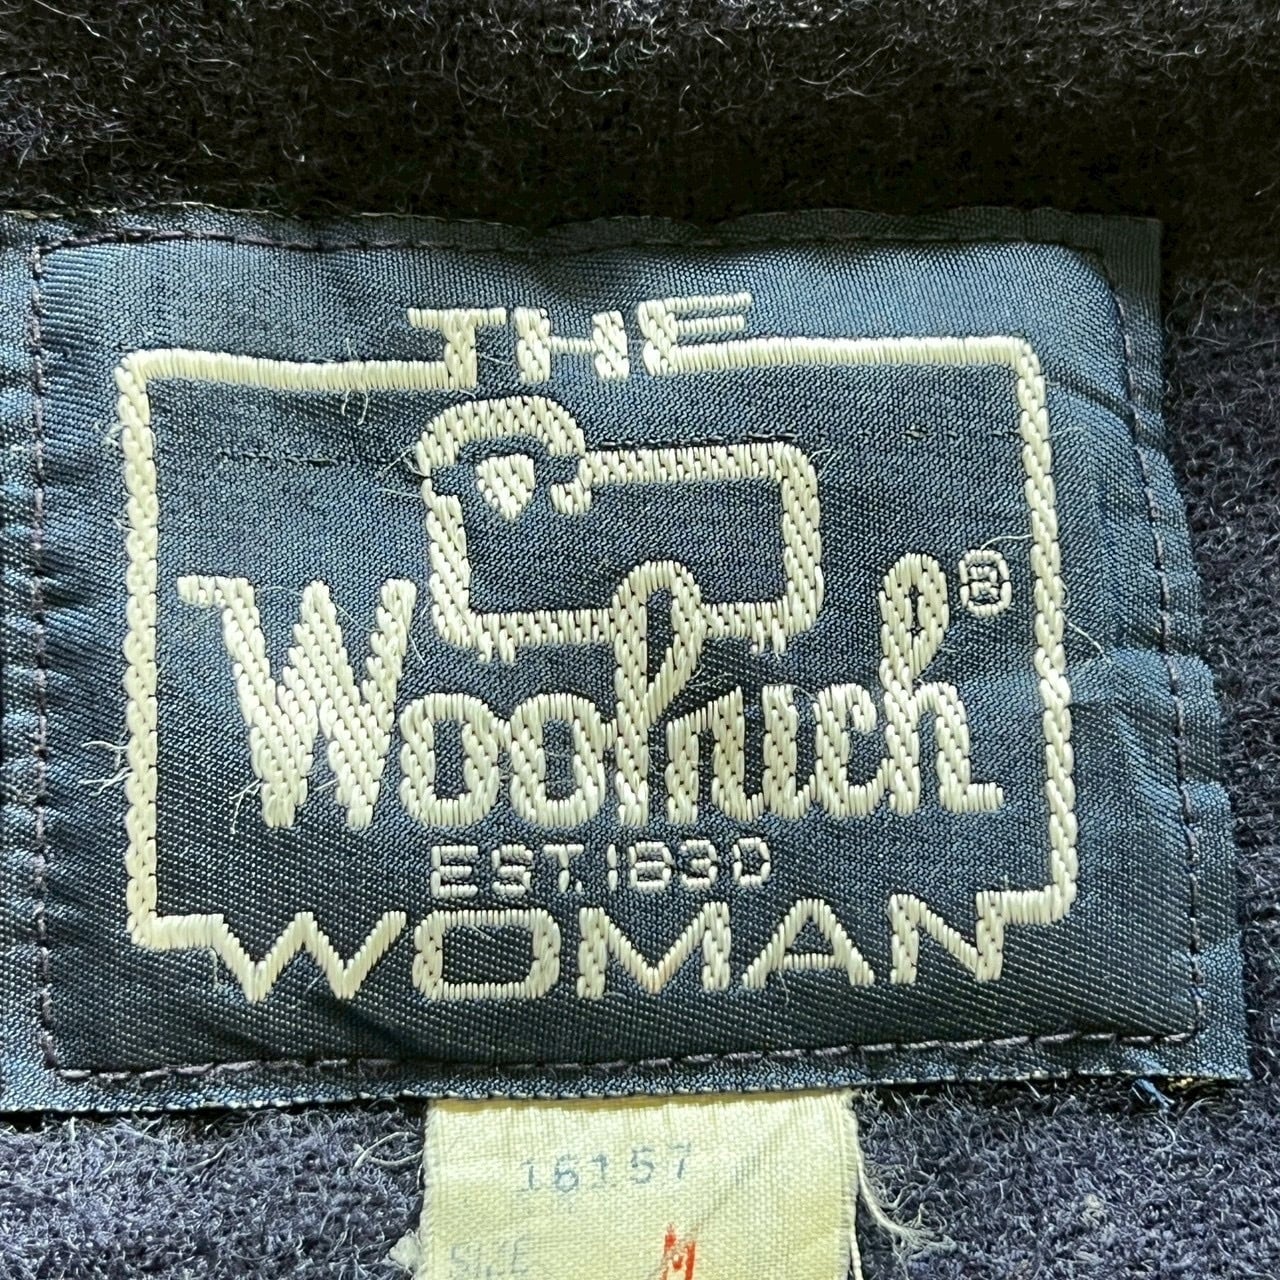 THE
Woolrich®
EST. 1830
WOMAN
16157
SIZE M